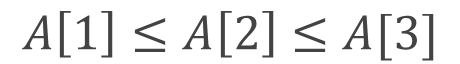 A[1] ≤ A[2] ≤ A[3]